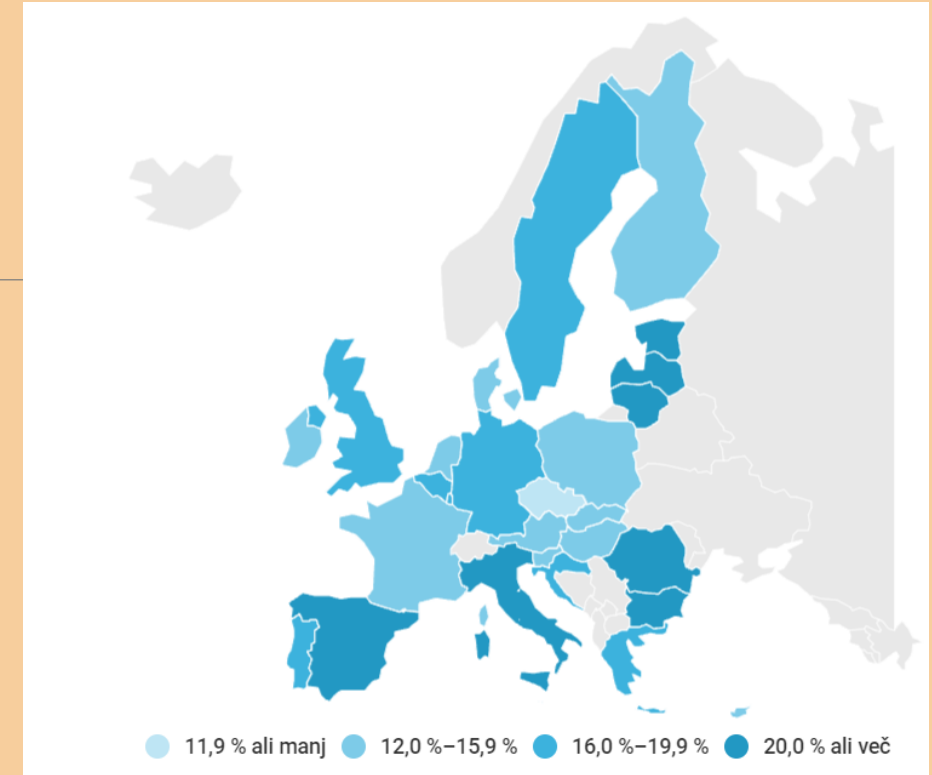 11,9 % ali manj 12,0 %–15,9 % 16,0 %–19,9 % 20,0 % ali več